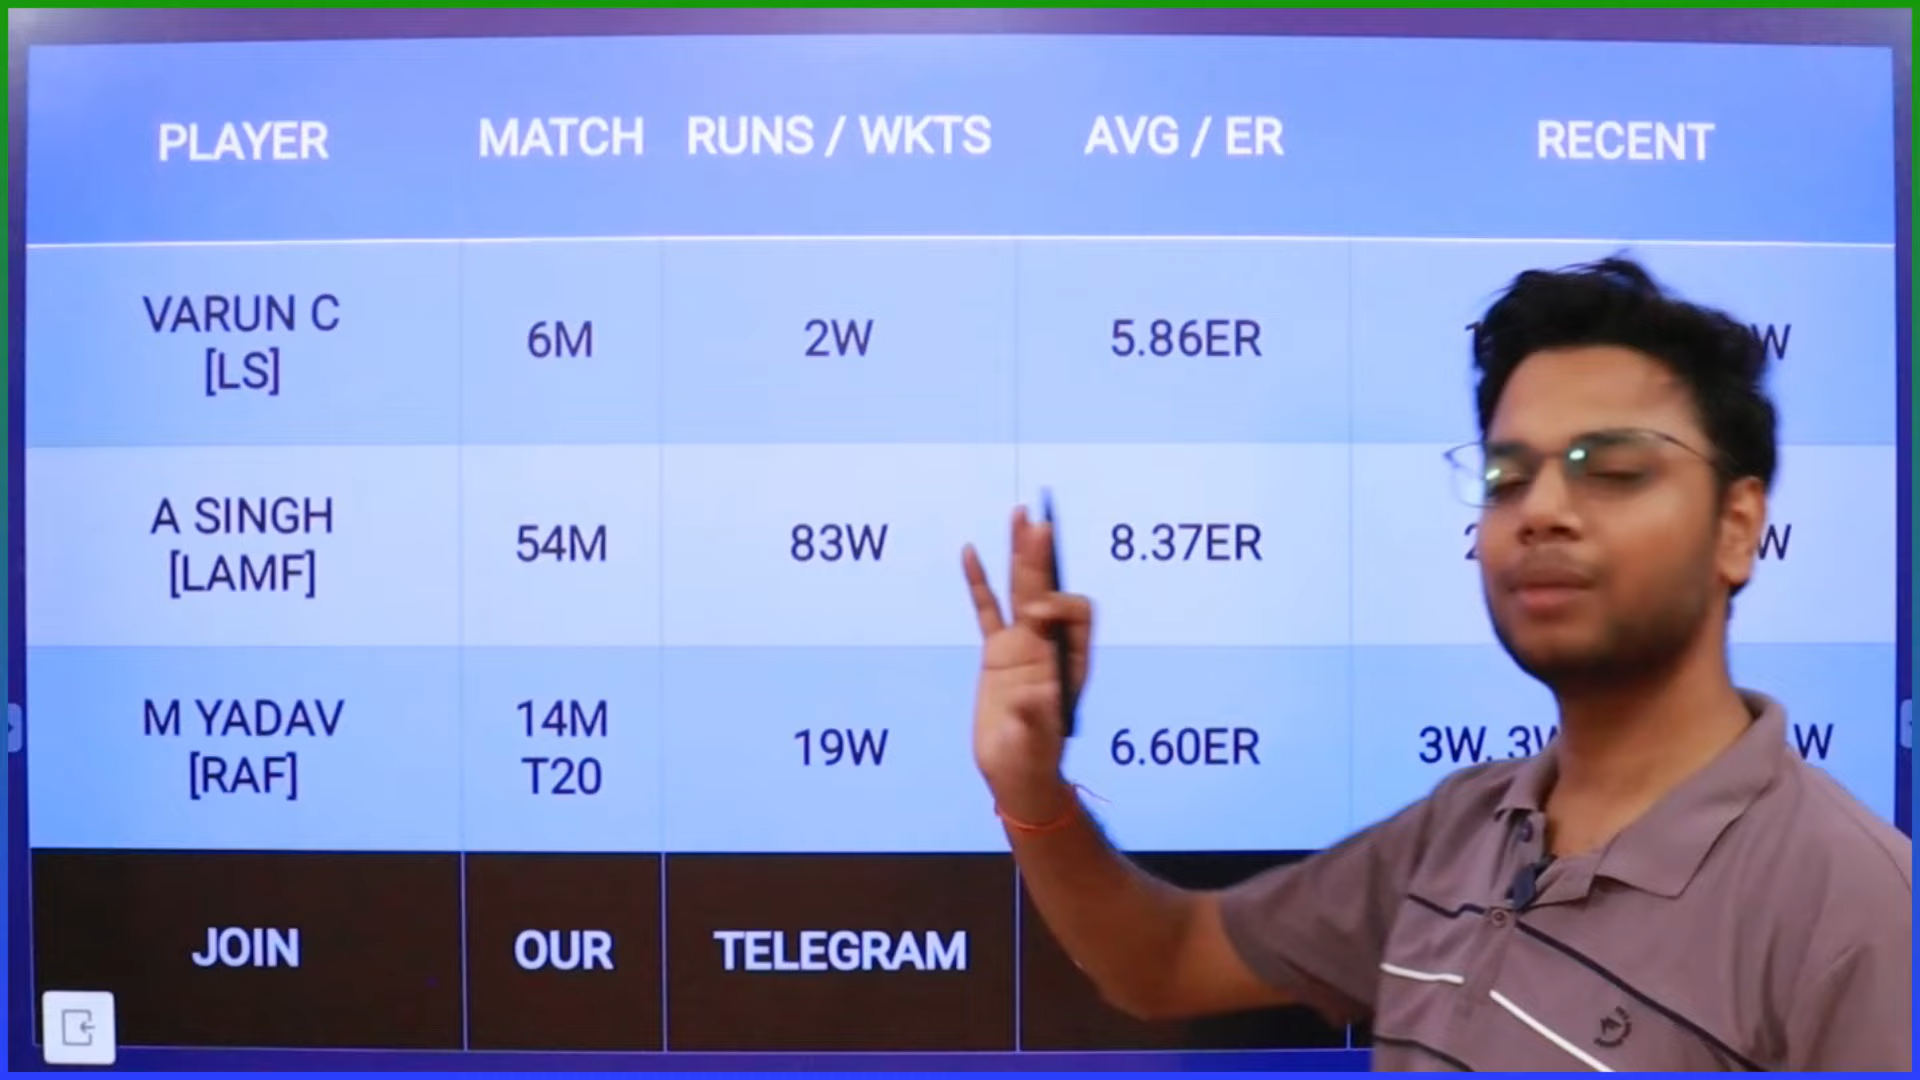 PLAYER MATCH RUNS / WKTS AVG / ER RECENT
VARUN C
[LS]
6M 2W 5.86ER
A SINGH
[LAMF]
54M 83W 8.37ER
M YADAV
[RAF]
14M
T20
19W 6.60ER 3W, W
JOIN OUR TELEGRAM